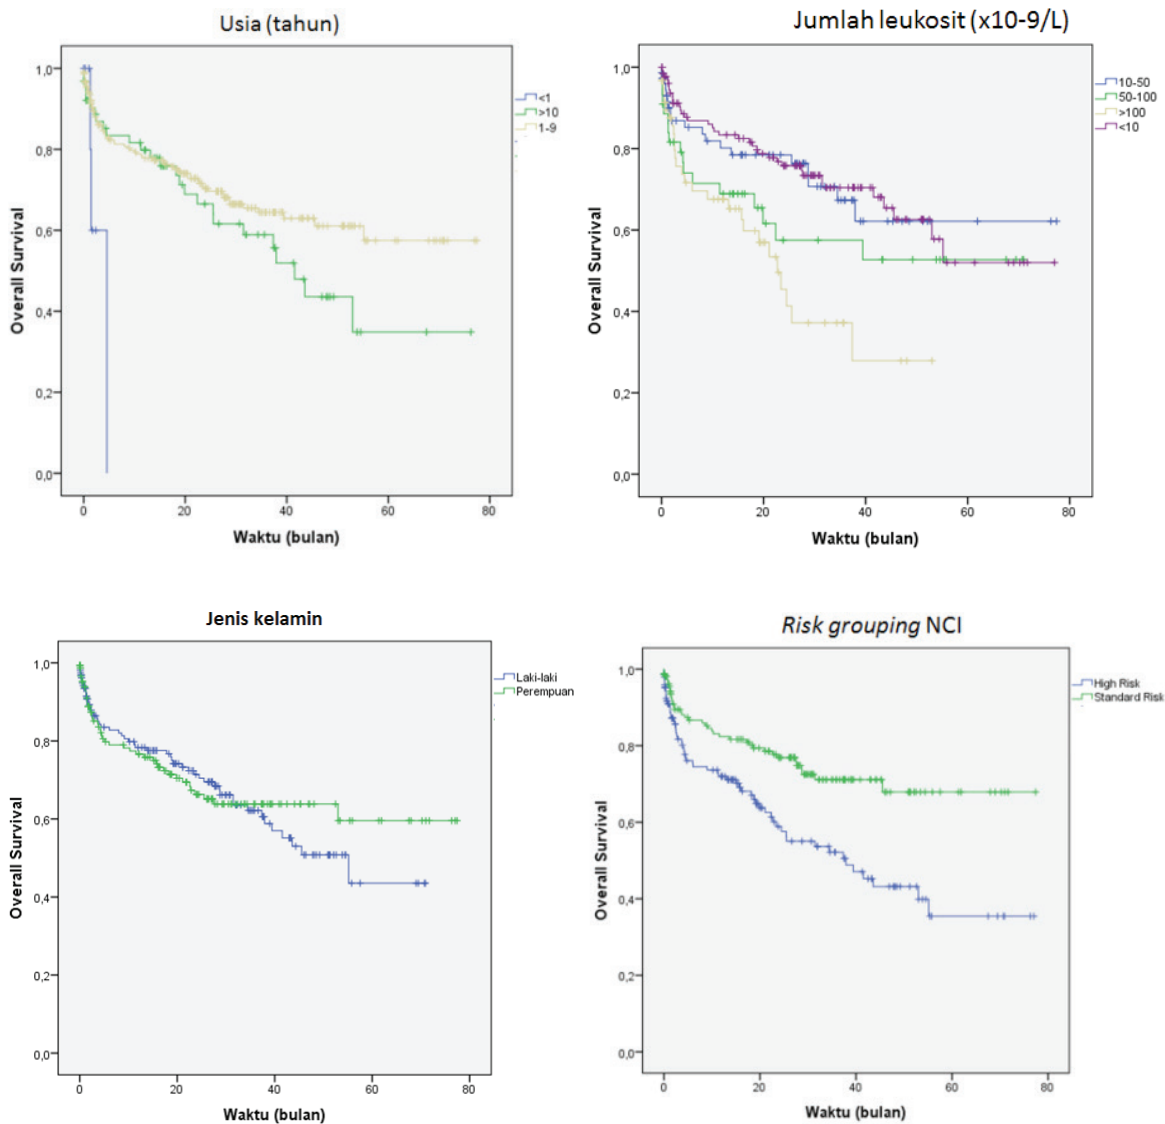 Usia (tahun)
Overall Survival
1,0
0,8
0,6
0,4
0,2
0,0
0 20 40 60 80
Waktu (bulan)
<1
>10
1-9
Jumlah leukosit (x10-9/L)
Overall Survival
1,0
0,8
0,6
0,4
0,2
0,0
0 20 40 60 80
Waktu (bulan)
10-50
50-100
>100
<10
Jenis kelamin
Overall Survival
1,0
0,8
0,6
0,4
0,2
0,0
0 20 40 60 80
Waktu (bulan)
Laki-laki
Perempuan
Risk grouping NCI
Overall Survival
1,0
0,8
0,6
0,4
0,2
0,0
0 20 40 60 80
Waktu (bulan)
High Risk
Standard Risk